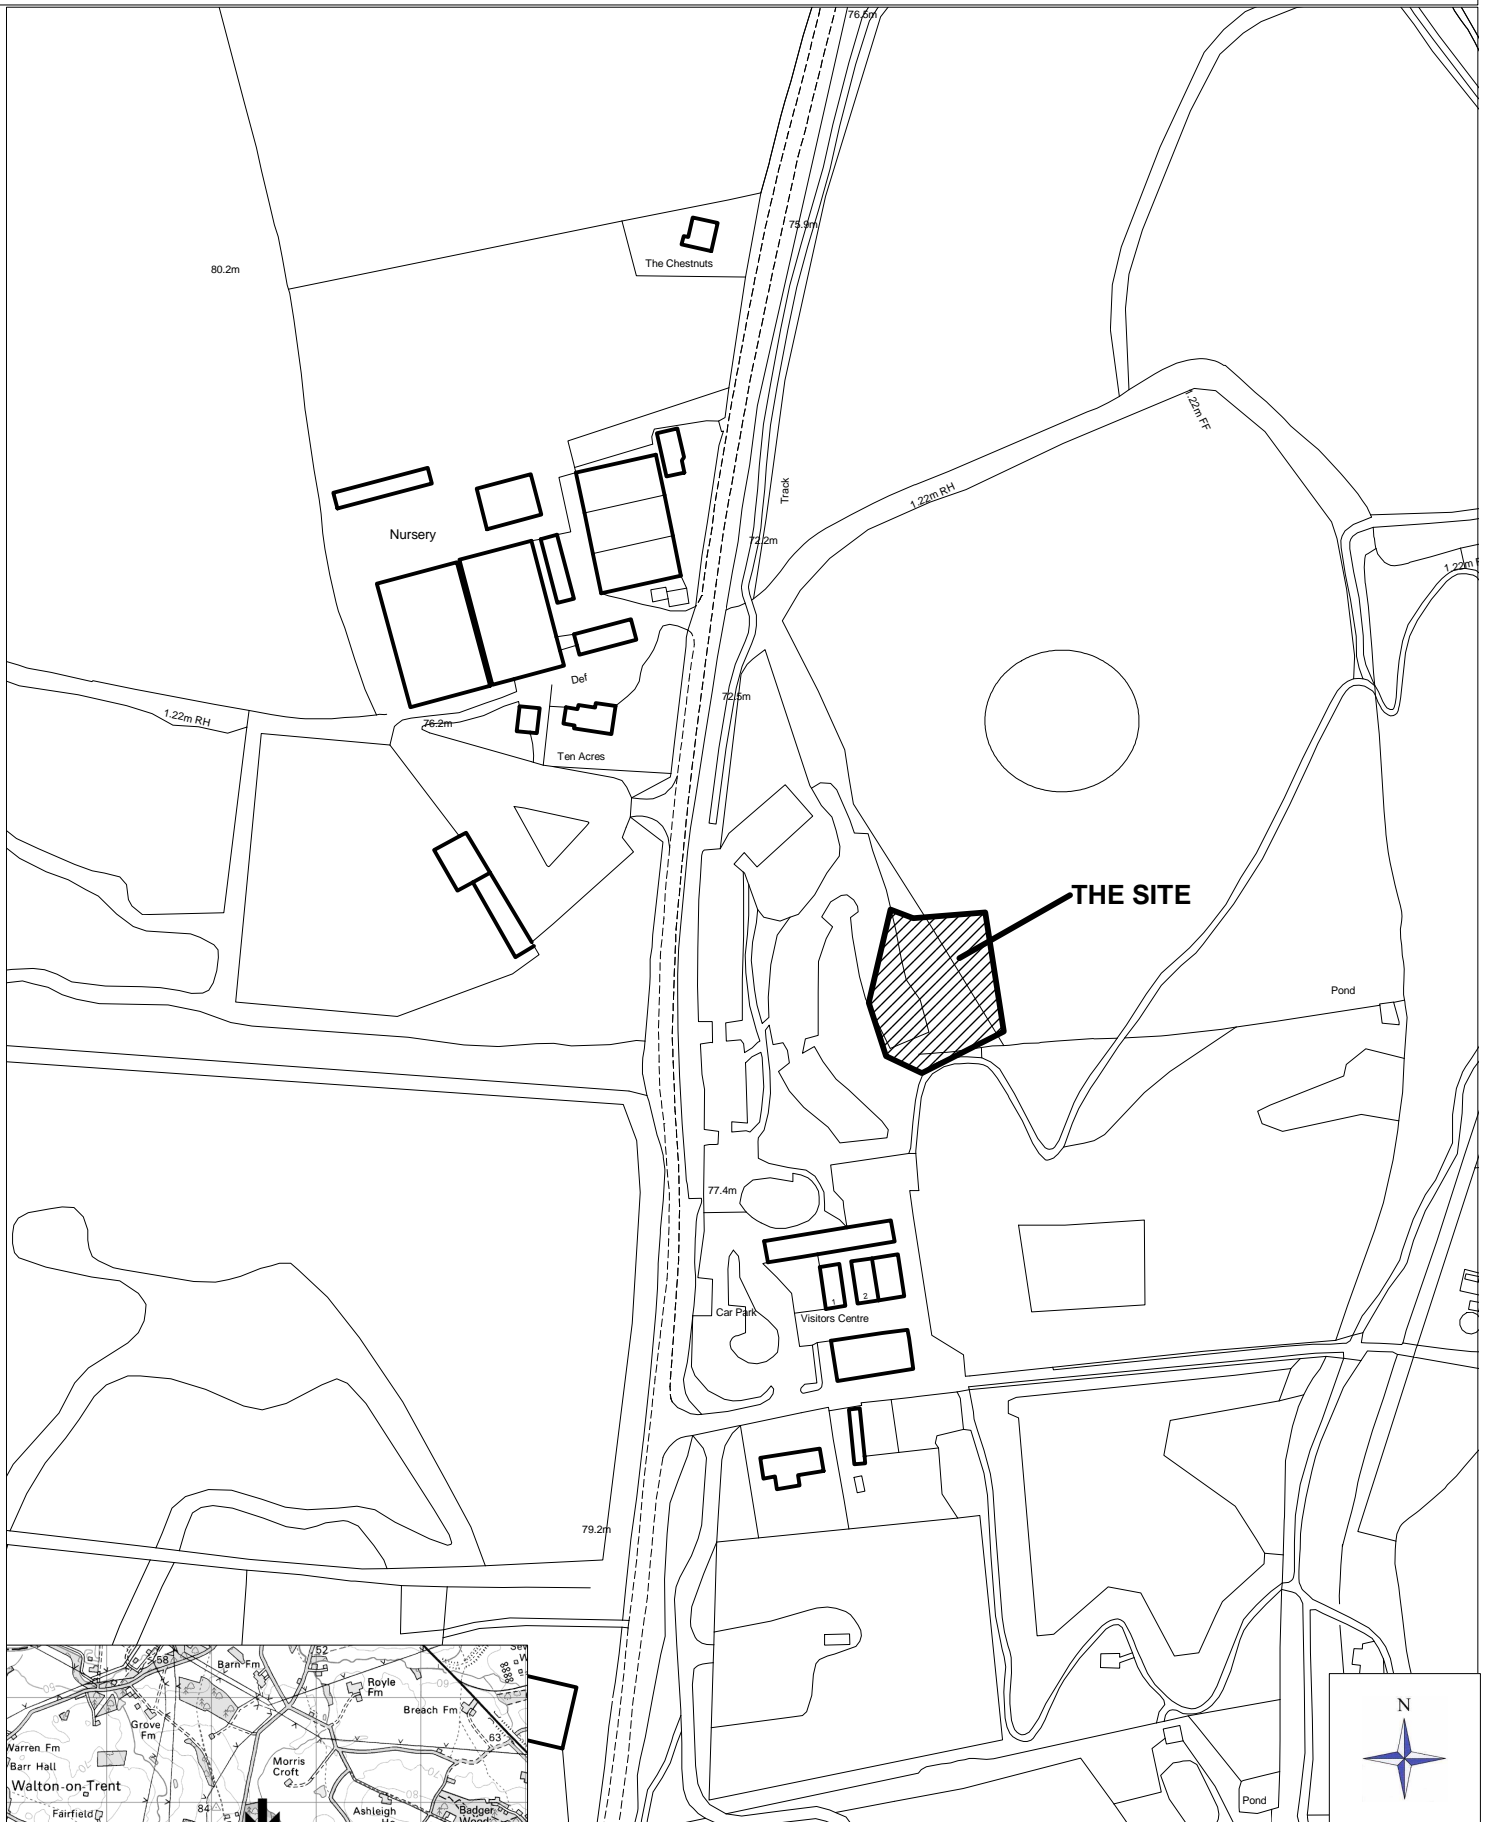 76.5m
75.9m
The Chestnuts
80.2m
1.22m FF
Track
1.22m RH
Nursery
72.2m
1.22m
Def
72.5m
1.22m RH
76.2m
Ten Acres
THE SITE
Pond
77.4m
1
2
Car Park
Visitors Centre
79.2m
52
58
Barn Fm
Royle
Fm
Breach Fm
Grove
Fm
63
Warren Fm
Barr Hall
Morris
Croft
Walton-on-Trent
84
Fairfield
Ashleigh
Badger
Wood
N
Pond